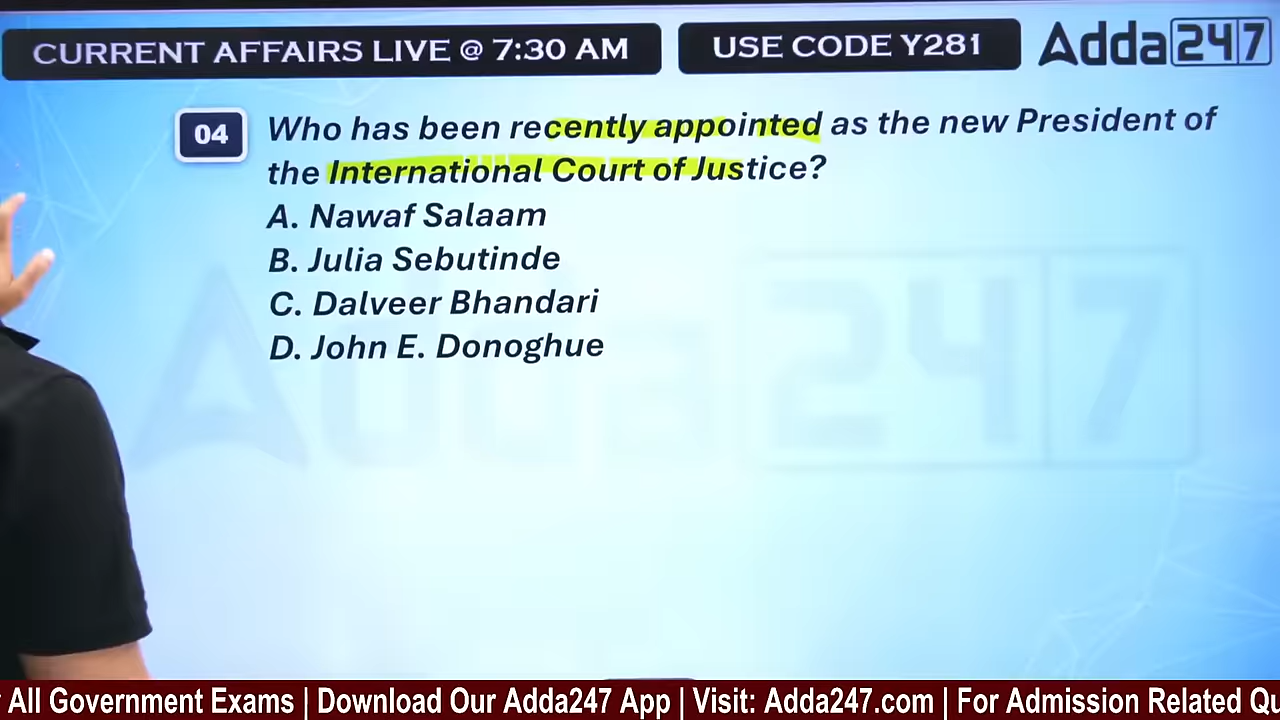 CURRENT AFFAIRS LIVE @ 7:30 AM
USE CODE Y281
Adda247
04
Who has been recently appointed as the new President of
the International Court of Justice?
A. Nawaf Salaam
B. Julia Sebutinde
C. Dalveer Bhandari
D. John E. Donoghue
Adda247
All Government Exams | Download Our Adda247 App | Visit: Adda247.com | For Admission Related Qu